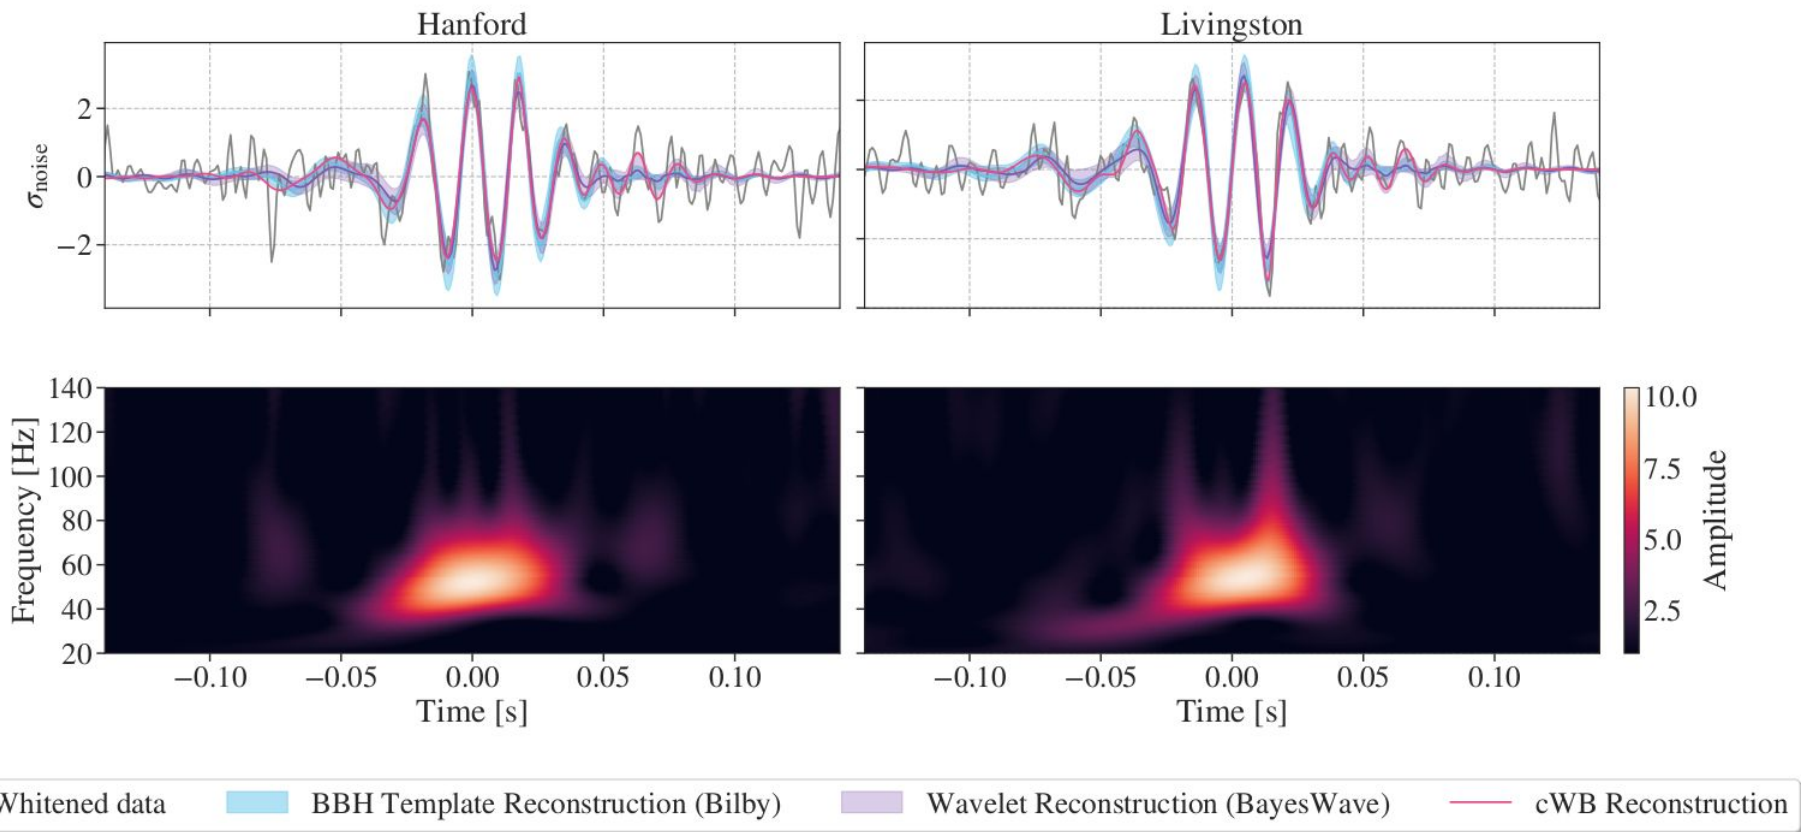 Hanford
Livingston
σnoise
2
0
−2
Frequency [Hz]
140
120
100
80
60
40
20
−0.10 −0.05 0.00 0.05 0.10
−0.10 −0.05 0.00 0.05 0.10
Time [s]
Time [s]
10.0
7.5
5.0
2.5
Amplitude
Whitened data BBH Template Reconstruction (Bilby) Wavelet Reconstruction (BayesWave) cWB Reconstruction